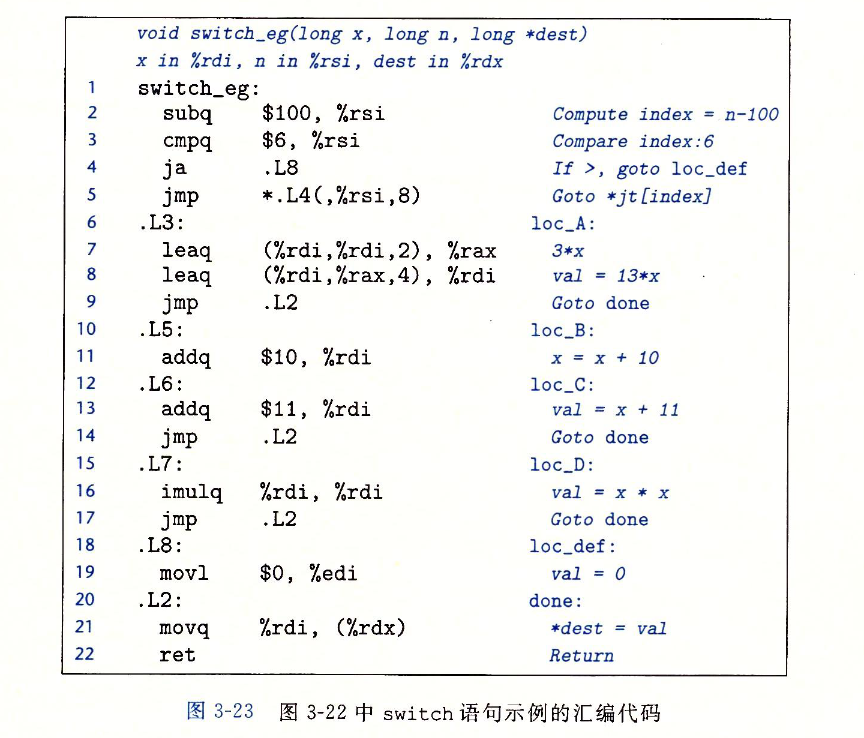 void switch_eg(long x, long n, long *dest)
x in %rdi, n in %rsi, dest in %rdx
1 switch_eg:
2 subq $100, %rsi Compute index = n-100
3 cmpq $6, %rsi Compare index:6
4 ja .L8 If >, goto loc_def
5 jmp *.L4(,%rsi,8) Goto *jt[index]
6 .L3: loc_A:
7 leaq (%rdi,%rdi,2), %rax 3*x
8 leaq (%rdi,%rax,4), %rdi val = 13*x
9 jmp .L2 Goto done
10 .L5: loc_B:
11 addq $10, %rdi x = x + 10
12 .L6: loc_C:
13 addq $11, %rdi val = x + 11
14 jmp .L2 Goto done
15 .L7: loc_D:
16 imulq %rdi, %rdi val = x * x
17 jmp .L2 Goto done
18 .L8: loc_def:
19 movl $0, %edi val = 0
20 .L2: done:
21 movq %rdi, (%rdx) *dest = val
22 ret Return
图 3-23 图 3-22 中 switch 语句示例的汇编代码